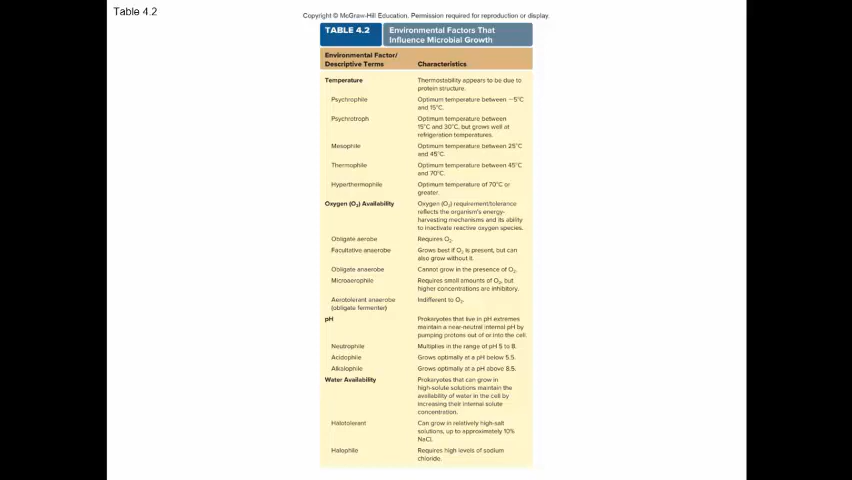 Table 4.2
Copyright © McGraw-Hill Education. Permission required for reproduction or display.
TABLE 4.2
Environmental Factors That
Influence Microbial Growth
Environmental Factor/
Descriptive Terms
Characteristics
Temperature
Thermostability appears to be due to
protein structure.
Psychrophile
Optimum temperature between −5°C
and 15°C.
Psychrotroph
Optimum temperature between
15°C and 30°C, but grows well at
refrigeration temperatures.
Mesophile
Optimum temperature between 25°C
and 45°C.
Thermophile
Optimum temperature between 45°C
and 70°C.
Hyperthermophile
Optimum temperature of 70°C or
greater.
Oxygen (O₂) Availability
Oxygen (O₂) requirement/tolerance
reflects the organism's energy-
harvesting mechanisms and its ability
to inactivate reactive oxygen species.
Obligate aerobe
Requires O₂.
Facultative anaerobe
Grows best if O₂ is present, but can
also grow without it.
Obligate anaerobe
Cannot grow in the presence of O₂.
Microaerophile
Requires small amounts of O₂, but
higher concentrations are inhibitory.
Aerotolerant anaerobe
(obligate fermenter)
Indifferent to O₂.
pH
Prokaryotes that live in pH extremes
maintain a near-neutral internal pH by
pumping protons out of or into the cell.
Neutrophile
Multiplies in the range of pH 5 to 8.
Acidophile
Grows optimally at a pH below 5.5.
Alkalophile
Grows optimally at a pH above 8.5.
Water Availability
Prokaryotes that can grow in
high-solute solutions maintain the
availability of water in the cell by
increasing their internal solute
concentration.
Halotolerant
Can grow in relatively high-salt
solutions, up to approximately 10%
NaCl.
Halophile
Requires high levels of sodium
chloride.